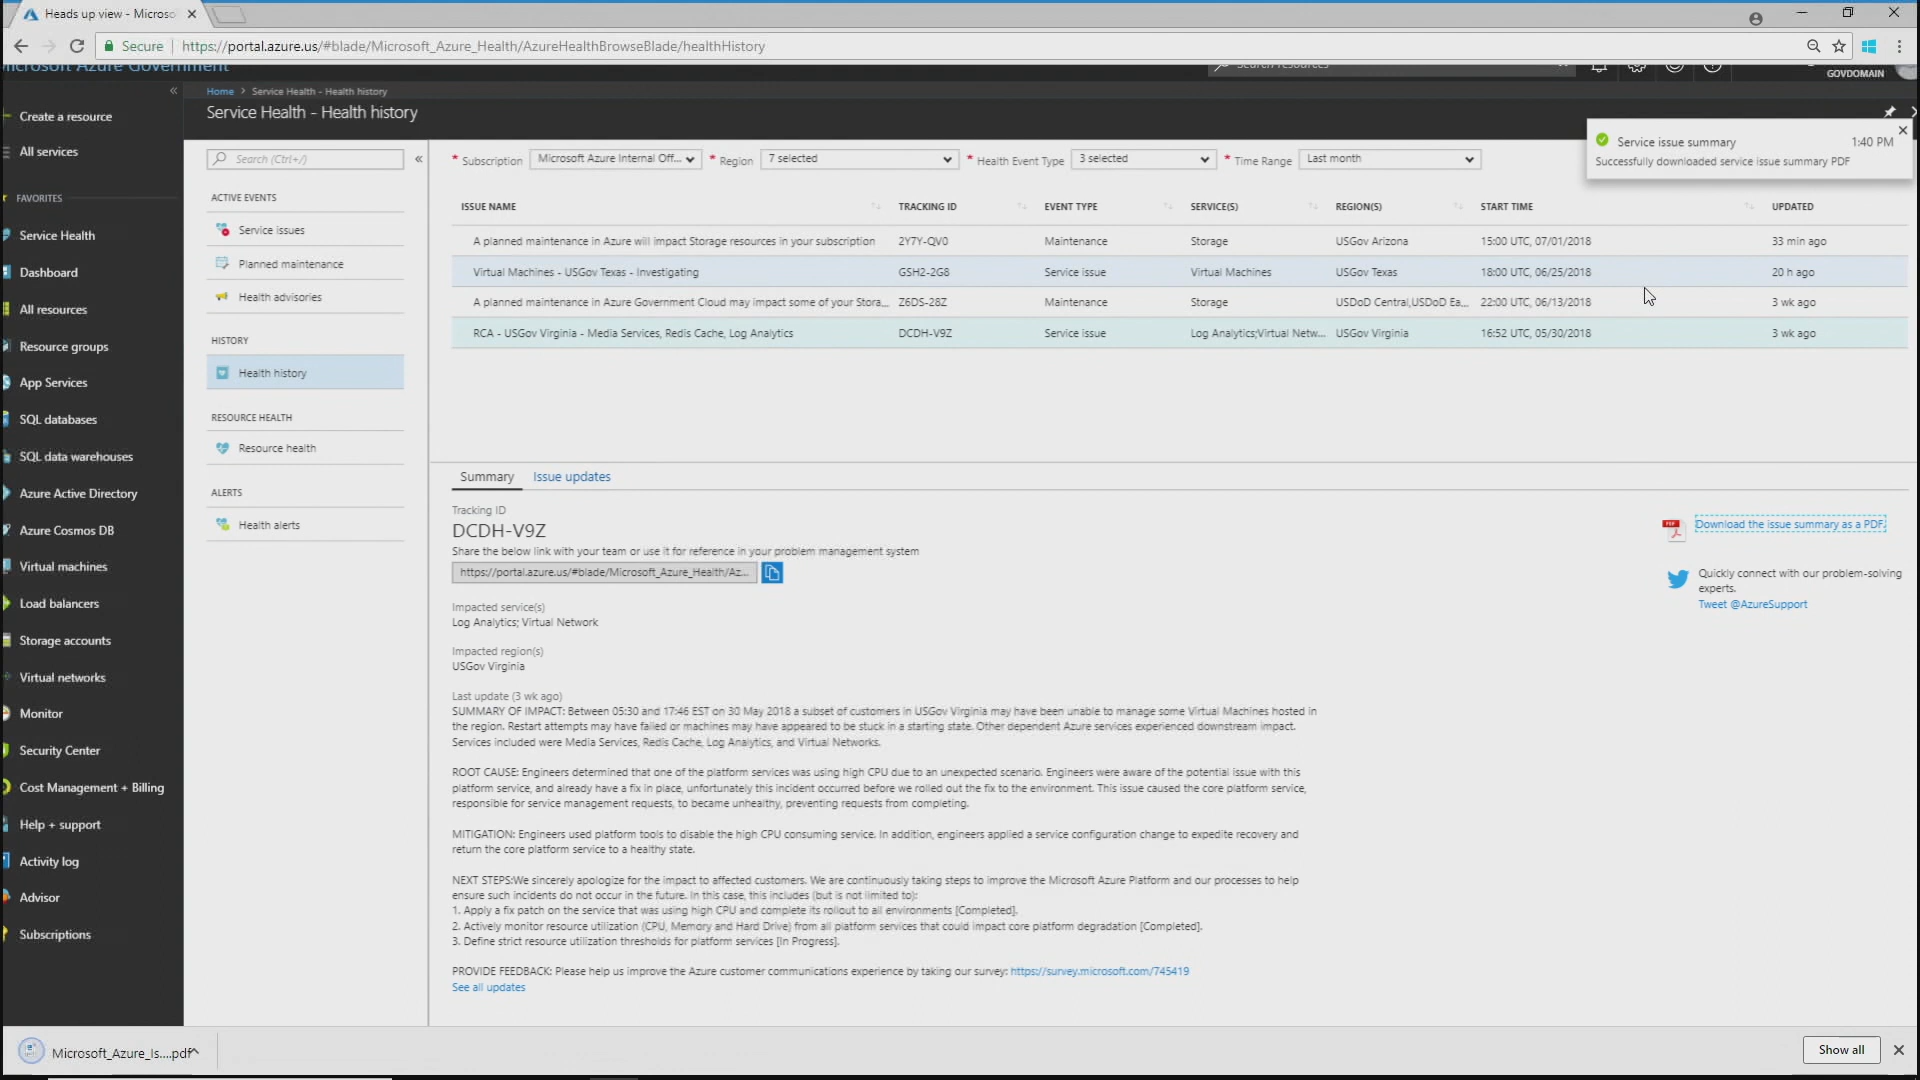 Heads up view - Microso
Secure
https://portal.azure.us/#blade/Microsoft_Azure_Health/AzureHealthBrowseBlade/healthHistory
Microsoft Azure Government
Search resources
GOVDOMAIN
Create a resource
All services
FAVORITES
Service Health
Dashboard
All resources
Resource groups
App Services
SQL databases
SQL data warehouses
Azure Active Directory
Azure Cosmos DB
Virtual machines
Load balancers
Storage accounts
Virtual networks
Monitor
Security Center
Cost Management + Billing
Help + support
Activity log
Advisor
Subscriptions
Home > Service Health - Health history
Service Health - Health history
Search (Ctrl+/)
ACTIVE EVENTS
Service issues
Planned maintenance
Health advisories
HISTORY
Health history
RESOURCE HEALTH
Resource health
ALERTS
Health alerts
* Subscription Microsoft Azure Internal Off... * Region 7 selected * Health Event Type 3 selected * Time Range Last month
Service issue summary 1:40 PM
Successfully downloaded service issue summary PDF
ISSUE NAME TRACKING ID EVENT TYPE SERVICE(S) REGION(S) START TIME UPDATED
A planned maintenance in Azure will impact Storage resources in your subscription 2Y7Y-QV0 Maintenance Storage USGov Arizona 15:00 UTC, 07/01/2018 33 min ago
Virtual Machines - USGov Texas - Investigating GSH2-2G8 Service issue Virtual Machines USGov Texas 18:00 UTC, 06/25/2018 20 h ago
A planned maintenance in Azure Government Cloud may impact some of your Stora... Z6DS-28Z Maintenance Storage USDoD Central,USDoD Ea... 22:00 UTC, 06/13/2018 3 wk ago
RCA - USGov Virginia - Media Services, Redis Cache, Log Analytics DCDH-V9Z Service issue Log Analytics;Virtual Netw... USGov Virginia 16:52 UTC, 05/30/2018 3 wk ago
Summary Issue updates
Tracking ID
DCDH-V9Z
Share the below link with your team or use it for reference in your problem management system
https://portal.azure.us/#blade/Microsoft_Azure_Health/Az...
Download the issue summary as a PDF.
Quickly connect with our problem-solving
experts.
Tweet @AzureSupport
Impacted service(s)
Log Analytics; Virtual Network
Impacted region(s)
USGov Virginia
Last update (3 wk ago)
SUMMARY OF IMPACT: Between 05:30 and 17:46 EST on 30 May 2018 a subset of customers in USGov Virginia may have been unable to manage some Virtual Machines hosted in
the region. Restart attempts may have failed or machines may have appeared to be stuck in a starting state. Other dependent Azure services experienced downstream impact.
Services included were Media Services, Redis Cache, Log Analytics, and Virtual Networks.
ROOT CAUSE: Engineers determined that one of the platform services was using high CPU due to an unexpected scenario. Engineers were aware of the potential issue with this
platform service, and already have a fix in place, unfortunately this incident occurred before we rolled out the fix to the environment. This issue caused the core platform service,
responsible for service management requests, to became unhealthy, preventing requests from completing.
MITIGATION: Engineers used platform tools to disable the high CPU consuming service. In addition, engineers applied a service configuration change to expedite recovery and
return the core platform service to a healthy state.
NEXT STEPS:We sincerely apologize for the impact to affected customers. We are continuously taking steps to improve the Microsoft Azure Platform and our processes to help
ensure such incidents do not occur in the future. In this case, this includes (but is not limited to):
1. Apply a fix patch on the service that was using high CPU and complete its rollout to all environments [Completed].
2. Actively monitor resource utilization (CPU, Memory and Hard Drive) from all platform services that could impact core platform degradation [Completed].
3. Define strict resource utilization thresholds for platform services [In Progress].
PROVIDE FEEDBACK: Please help us improve the Azure customer communications experience by taking our survey: https://survey.microsoft.com/745419
See all updates
Microsoft_Azure_Is....pdf
Show all